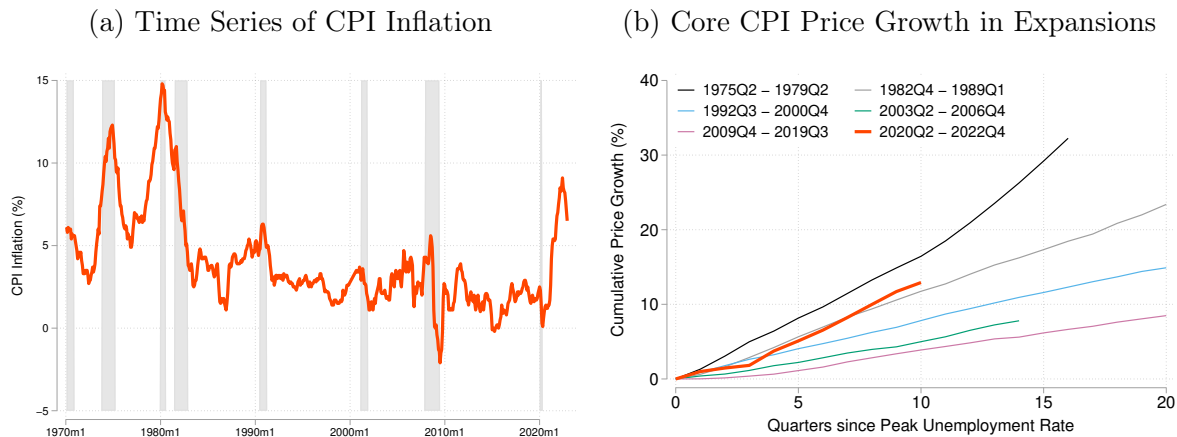 (a) Time Series of CPI Inflation
CPI Inflation (%)
15
10
5
0
−5
1970m1
1980m1
1990m1
2000m1
2010m1
2020m1
(b) Core CPI Price Growth in Expansions
Cumulative Price Growth (%)
40
30
20
10
0
1975Q2 − 1979Q2
1982Q4 − 1989Q1
1992Q3 − 2000Q4
2003Q2 − 2006Q4
2009Q4 − 2019Q3
2020Q2 − 2022Q4
0
5
10
15
20
Quarters since Peak Unemployment Rate